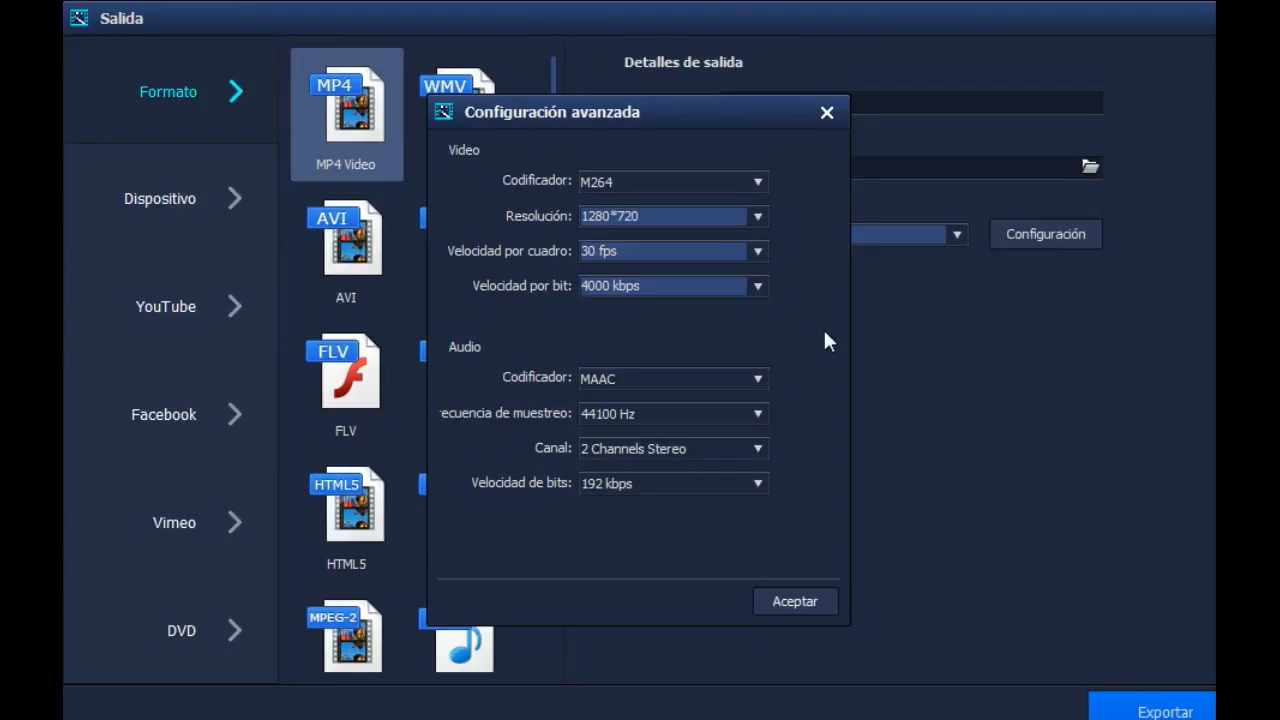 Salida
Detalles de salida
Formato
Dispositivo
YouTube
Facebook
Vimeo
DVD
MP4
MP4 Video
WMV
AVI
AVI
FLV
FLV
HTML5
HTML5
MPEG-2
Configuración avanzada
Video
Codificador: M264
Resolución: 1280*720
Velocidad por cuadro: 30 fps
Velocidad por bit: 4000 kbps
Audio
Codificador: MAAC
recuencia de muestreo: 44100 Hz
Canal: 2 Channels Stereo
Velocidad de bits: 192 kbps
Aceptar
Configuración
Exportar